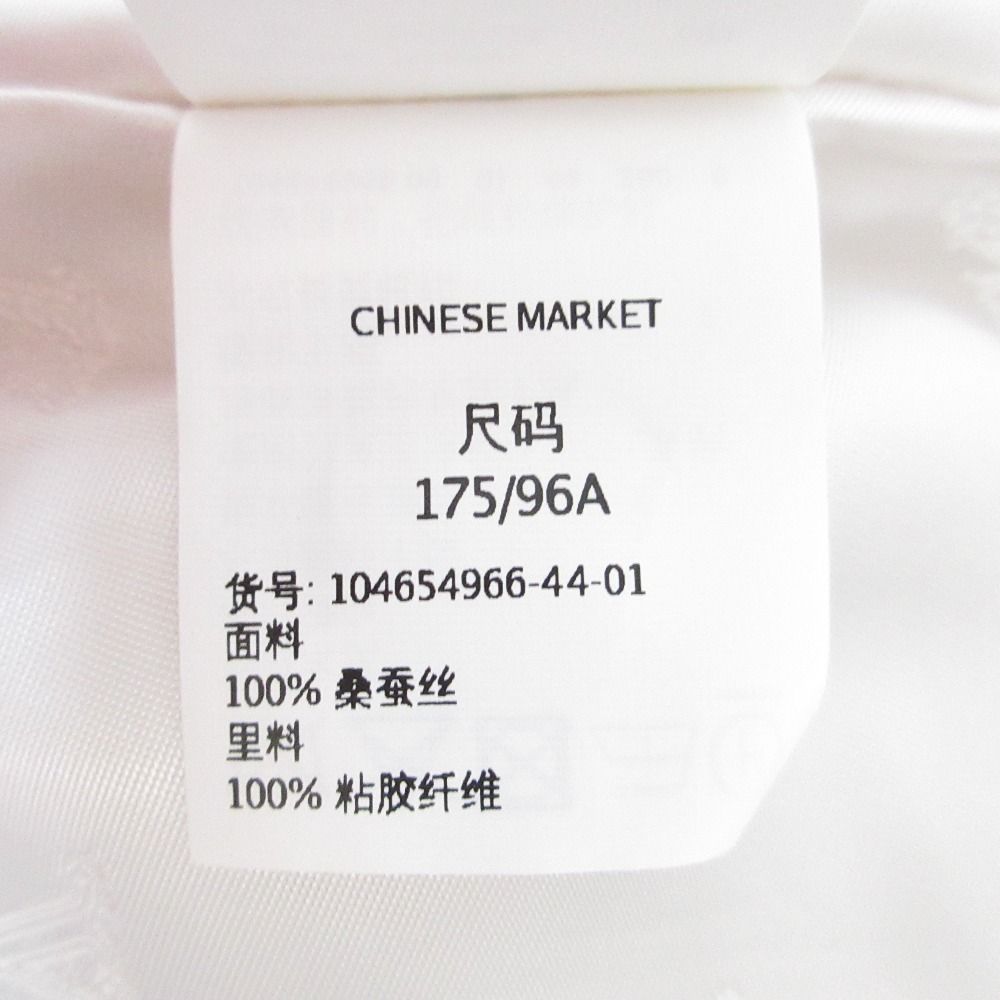 CHINESE MARKET
尺码
175/96A
货号: 104654966-44-01
面料
100% 桑蚕丝
里料
100% 粘胶纤维